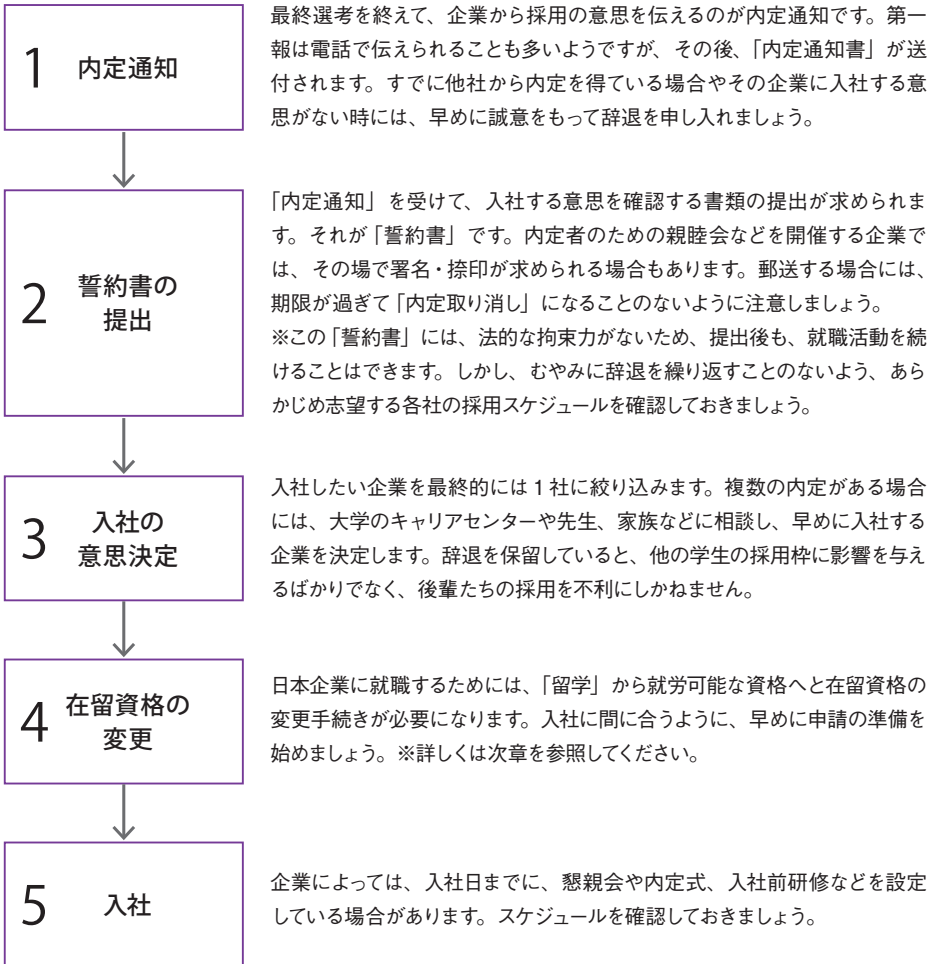 1 内定通知
最終選考を終えて、企業から採用の意思を伝えるのが内定通知です。第一
報は電話で伝えられることも多いようですが、その後、「内定通知書」が送
付されます。すでに他社から内定を得ている場合やその企業に入社する意
思がない時には、早めに誠意をもって辞退を申し入れましょう。
2 誓約書の
提出
「内定通知」を受けて、入社する意思を確認する書類の提出が求められま
す。それが「誓約書」です。内定者のための親睦会などを開催する企業で
は、その場で署名・捺印が求められる場合もあります。郵送する場合には、
期限が過ぎて「内定取り消し」になることのないように注意しましょう。
※この「誓約書」には、法的な拘束力がないため、提出後も、就職活動を続
けることはできます。しかし、むやみに辞退を繰り返すことのないよう、あら
かじめ志望する各社の採用スケジュールを確認しておきましょう。
3 入社の
意思決定
入社したい企業を最終的には1社に絞り込みます。複数の内定がある場合
には、大学のキャリアセンターや先生、家族などに相談し、早めに入社する
企業を決定します。辞退を保留していると、他の学生の採用枠に影響を与え
るばかりでなく、後輩たちの採用を不利にしかねません。
4 在留資格の
変更
日本企業に就職するためには、「留学」から就労可能な資格へと在留資格の
変更手続きが必要になります。入社に間に合うように、早めに申請の準備を
始めましょう。※詳しくは次章を参照してください。
5 入社
企業によっては、入社日までに、懇親会や内定式、入社前研修などを設定
している場合があります。スケジュールを確認しておきましょう。